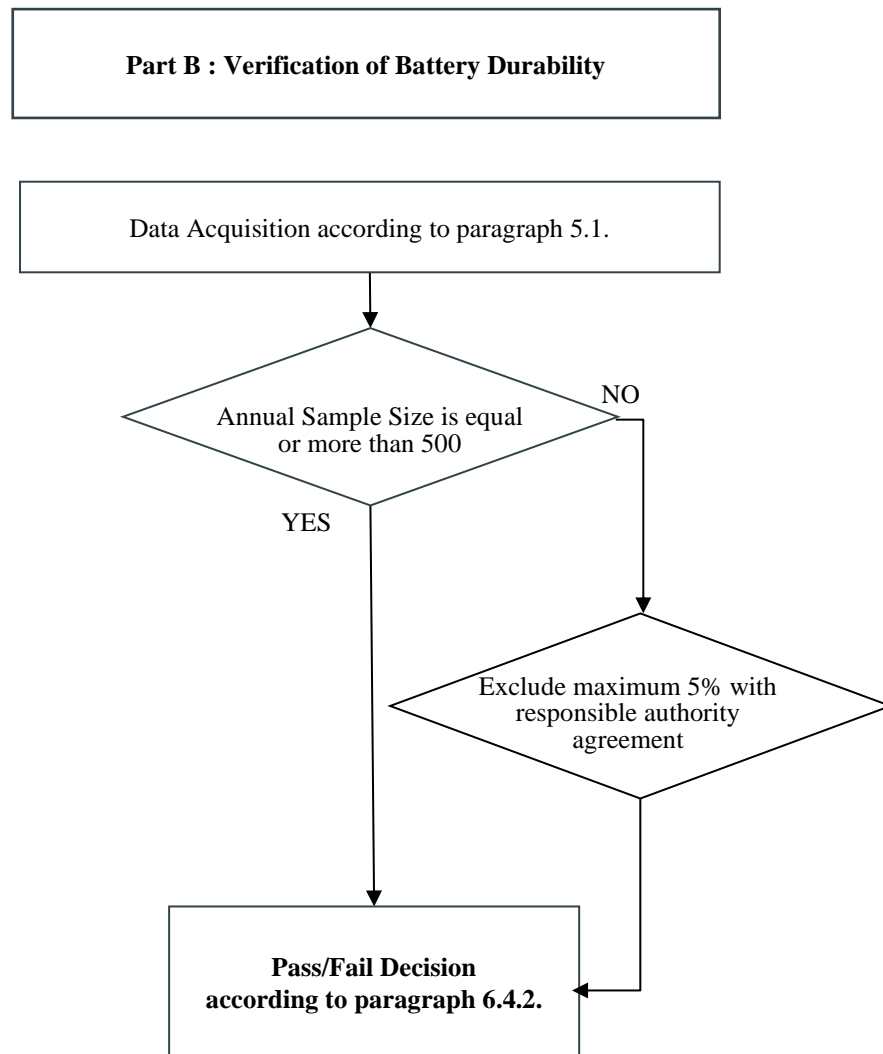 Part B : Verification of Battery Durability
Data Acquisition according to paragraph 5.1.
Annual Sample Size is equal
or more than 500
NO
YES
Exclude maximum 5% with
responsible authority
agreement
Pass/Fail Decision
according to paragraph 6.4.2.